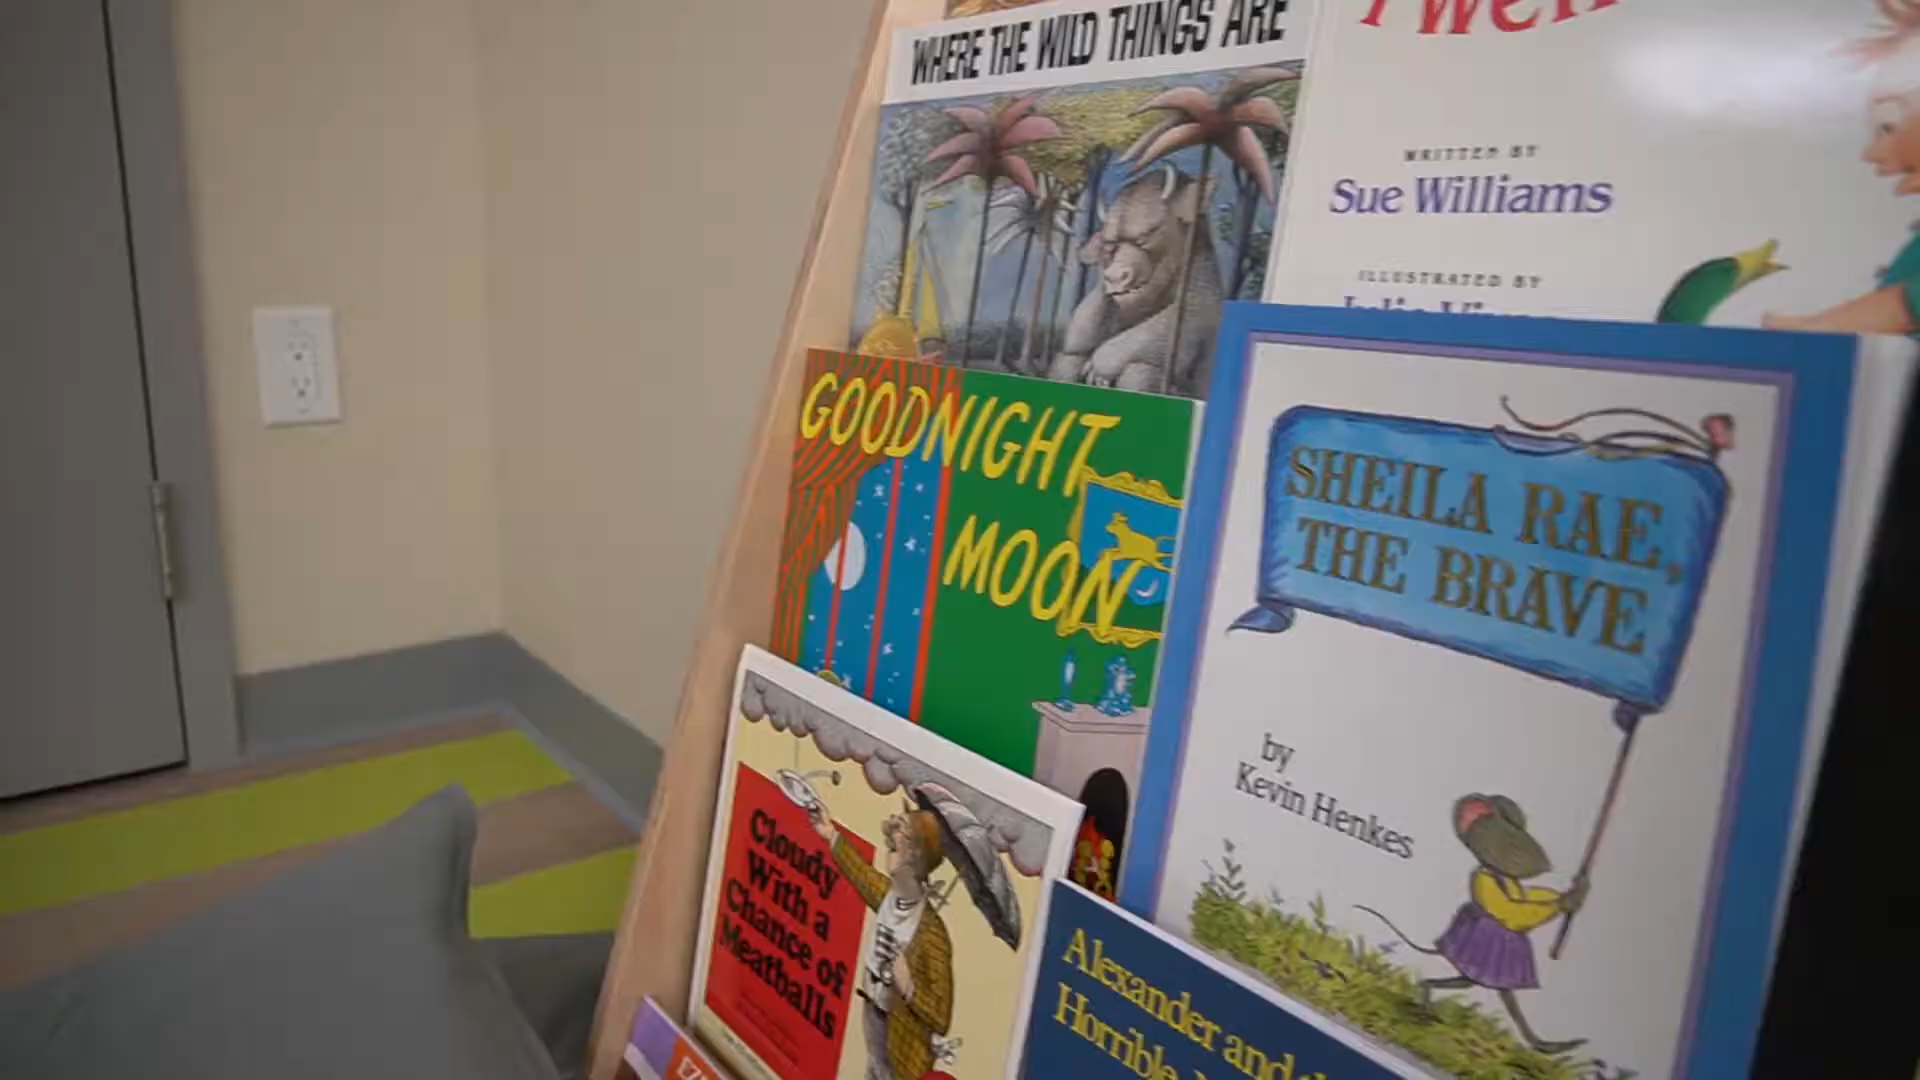 WHERE THE WILD THINGS ARE
WRITTEN BY
Sue Williams
ILLUSTRATED BY
GOODNIGHT
MOON
SHEILA RAE,
THE BRAVE
by
Kevin Henkes
Cloudy
With a
Chance of
Meatballs
Alexander and
Horrible,